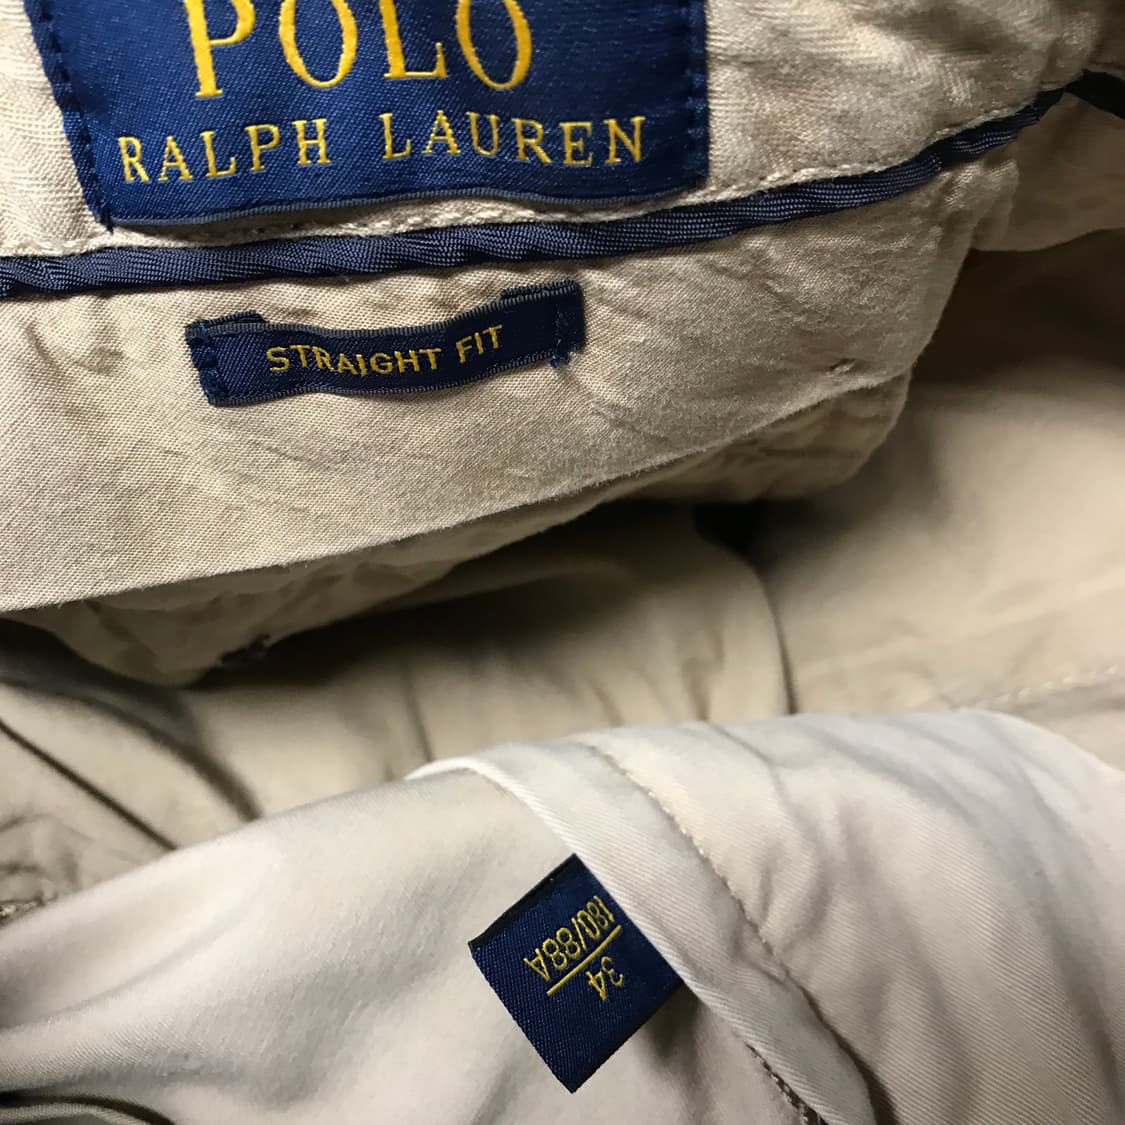 POLO
RALPH LAUREN
STRAIGHT FIT
34
180/88A